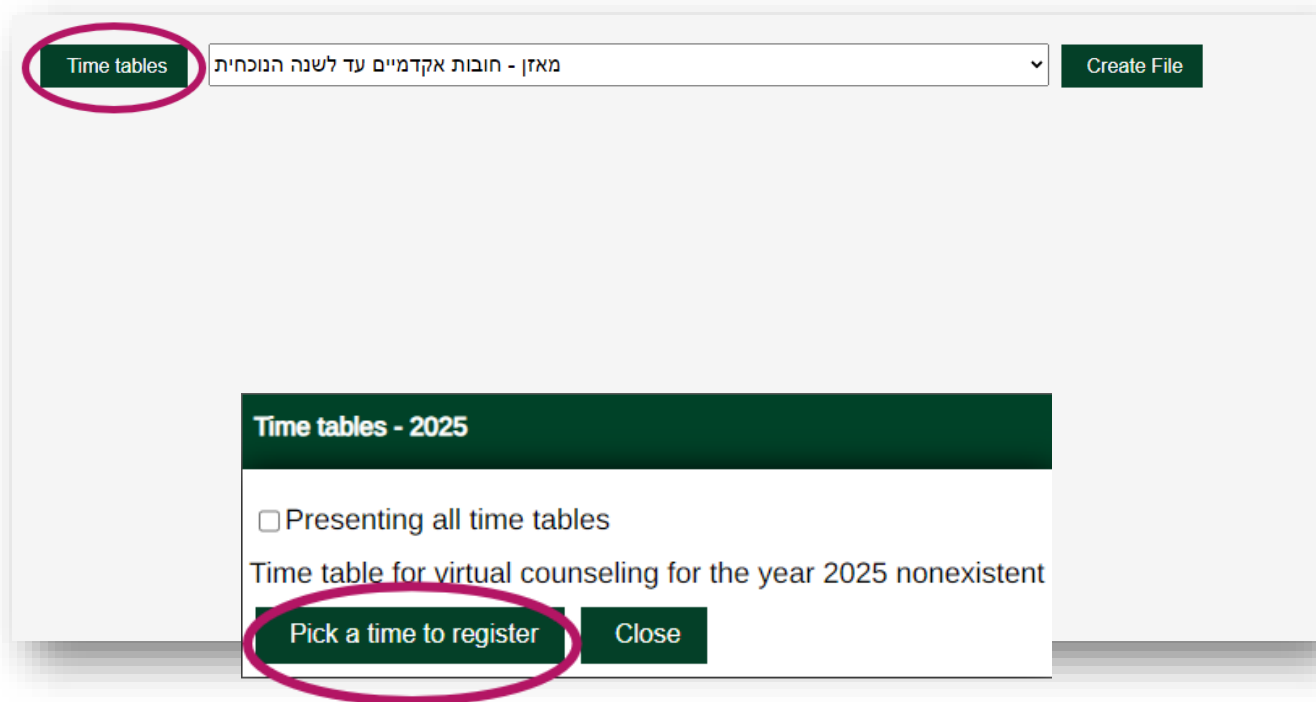 Time tables
מאזן - חובות אקדמיים עד לשנה הנוכחית
Create File
Time tables - 2025
Presenting all time tables
Time table for virtual counseling for the year 2025 nonexistent
Pick a time to register
Close